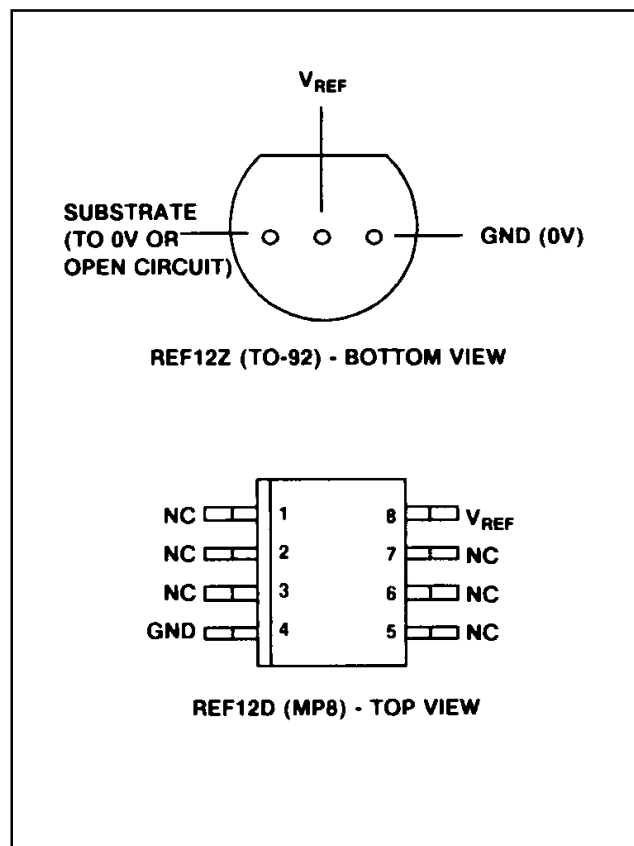 VREF
SUBSTRATE
(TO 0V OR
OPEN CIRCUIT)
GND (0V)
REF12Z (TO-92) - BOTTOM VIEW
NC 1 8 VREF
NC 2 7 NC
NC 3 6 NC
GND 4 5 NC
REF12D (MP8) - TOP VIEW